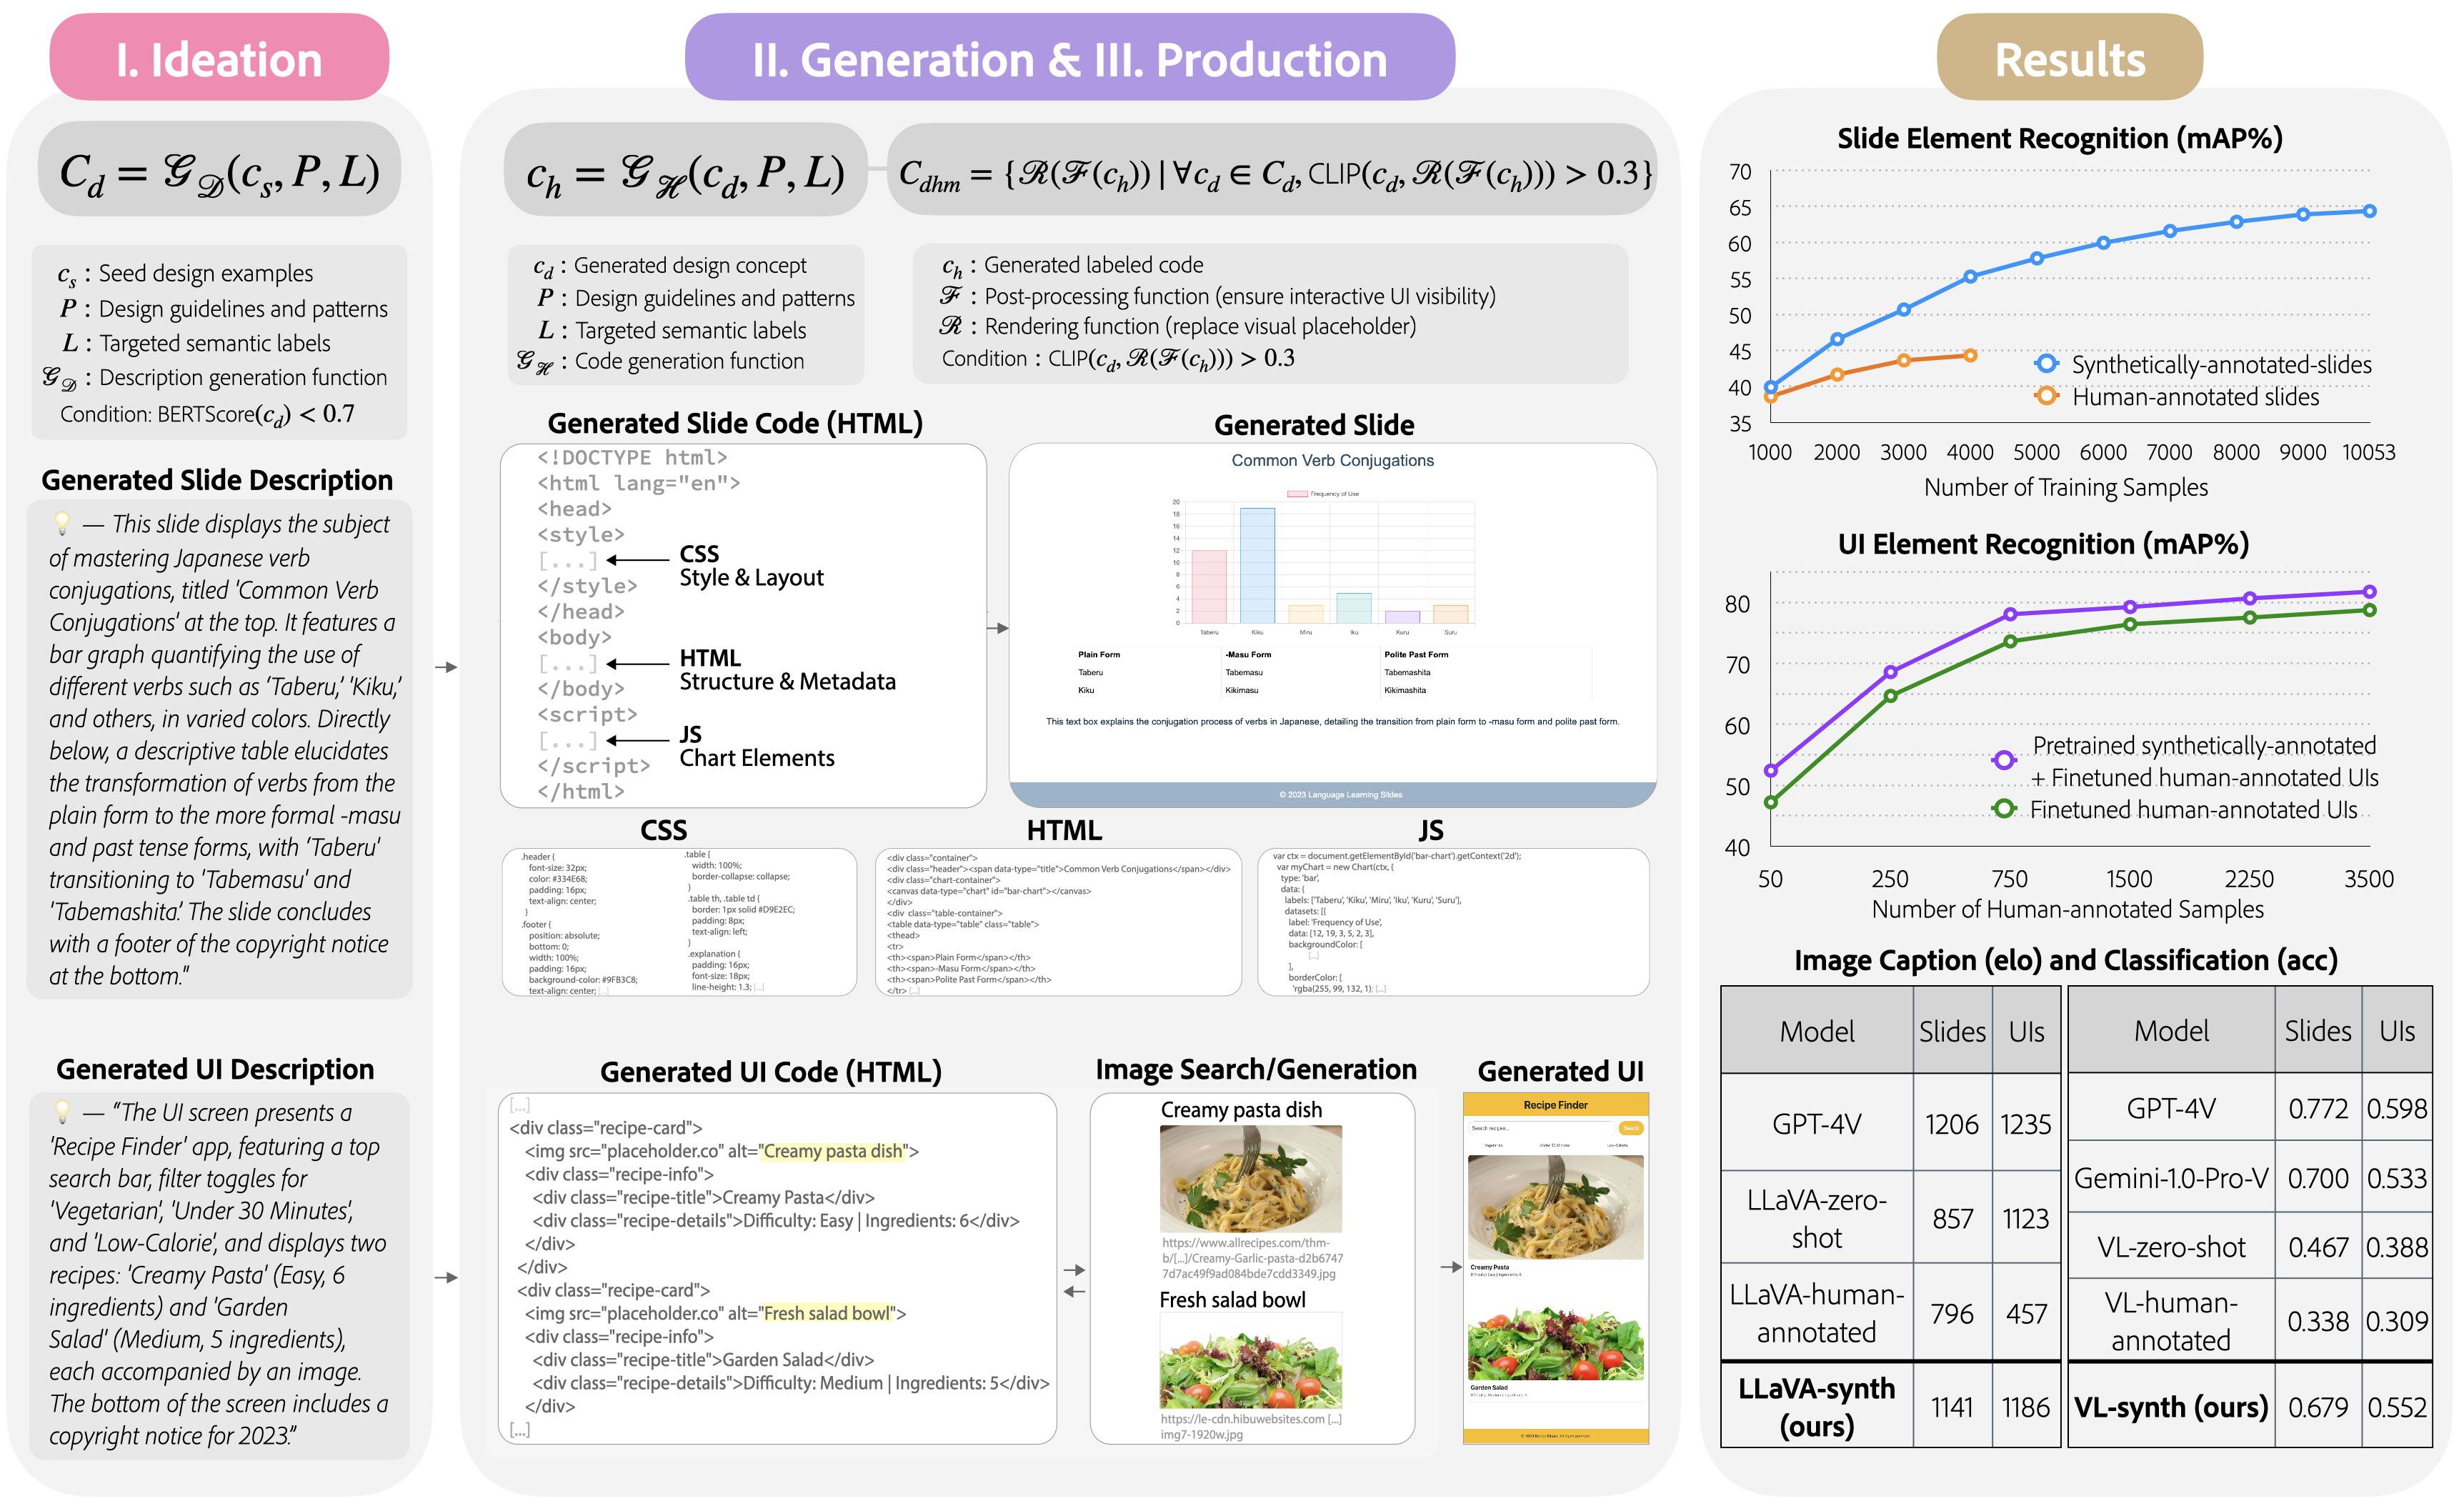 I. Ideation
C_d = 𝒢_𝒟(c_s, P, L)
c_s : Seed design examples
P : Design guidelines and patterns
L : Targeted semantic labels
𝒢_𝒟 : Description generation function
Condition: BERTScore(c_d) < 0.7
Generated Slide Description
💡 — This slide displays the subject
of mastering Japanese verb
conjugations, titled 'Common Verb
Conjugations' at the top. It features a
bar graph quantifying the use of
different verbs such as ‘Taberu,’ 'Kiku,’
and others, in varied colors. Directly
below, a descriptive table elucidates
the transformation of verbs from the
plain form to the more formal -masu
and past tense forms, with ‘Taberu’
transitioning to 'Tabemasu' and
'Tabemashita.' The slide concludes
with a footer of the copyright notice
at the bottom."
Generated UI Description
💡 — “The UI screen presents a
'Recipe Finder' app, featuring a top
search bar, filter toggles for
'Vegetarian', 'Under 30 Minutes',
and 'Low-Calorie', and displays two
recipes: 'Creamy Pasta' (Easy, 6
ingredients) and 'Garden
Salad' (Medium, 5 ingredients),
each accompanied by an image.
The bottom of the screen includes a
copyright notice for 2023.”
II. Generation & III. Production
c_h = 𝒢_ℋ(c_d, P, L)
C_dhm = {ℛ(ℱ(c_h)) | ∀c_d ∈ C_d, CLIP(c_d, ℛ(ℱ(c_h))) > 0.3}
c_d : Generated design concept
P : Design guidelines and patterns
L : Targeted semantic labels
𝒢_ℋ : Code generation function
c_h : Generated labeled code
ℱ : Post-processing function (ensure interactive UI visibility)
ℛ : Rendering function (replace visual placeholder)
Condition : CLIP(c_d, ℛ(ℱ(c_h))) > 0.3
Generated Slide Code (HTML)
<!DOCTYPE html>
<html lang="en">
<head>
<style>
[...]
</style>
</head>
<body>
[...]
</body>
<script>
[...]
</script>
</html>
CSS
Style & Layout
HTML
Structure & Metadata
JS
Chart Elements
Generated Slide
Common Verb Conjugations
Frequency of Use
20
18
16
14
12
10
8
6
4
2
0
Taberu Kiku Miru Iku Kuru Suru
Plain Form -Masu Form Polite Past Form
Taberu Tabemasu Tabemashita
Kiku Kikimasu Kikimashita
This text box explains the conjugation process of verbs in Japanese, detailing the transition from plain form to -masu form and polite past form.
© 2023 Language Learning Slides
CSS
.header {
font-size: 32px;
color: #334E68;
padding: 16px;
text-align: center;
}
.footer {
position: absolute;
bottom: 0;
width: 100%;
padding: 16px;
background-color: #9FB3C8;
text-align: center; [...]
.table {
width: 100%;
border-collapse: collapse;
}
.table th, .table td {
border: 1px solid #D9E2EC;
padding: 8px;
text-align: left;
}
.explanation {
padding: 16px;
font-size: 18px;
line-height: 1.3; [...]
HTML
<div class="container">
<div class="header"><span data-type="title">Common Verb Conjugations</span></div>
<div class="chart-container">
<canvas data-type="chart" id="bar-chart"></canvas>
</div>
<div class="table-container">
<table data-type="table" class="table">
<thead>
<tr>
<th><span>Plain Form</span></th>
<th><span>-Masu Form</span></th>
<th><span>Polite Past Form</span></th>
</tr> [...]
JS
var ctx = document.getElementById('bar-chart').getContext('2d');
var myChart = new Chart(ctx, {
type: 'bar',
data: {
labels: ['Taberu', 'Kiku', 'Miru', 'Iku', 'Kuru', 'Suru'],
datasets: [{
label: 'Frequency of Use',
data: [12, 19, 3, 5, 2, 3],
backgroundColor: [
[...]
],
borderColor: [
'rgba(255, 99, 132, 1); [...]
Generated UI Code (HTML)
[...]
<div class="recipe-card">
<img src="placeholder.co" alt="Creamy pasta dish">
<div class="recipe-info">
<div class="recipe-title">Creamy Pasta</div>
<div class="recipe-details">Difficulty: Easy | Ingredients: 6</div>
</div>
</div>
<div class="recipe-card">
<img src="placeholder.co" alt="Fresh salad bowl">
<div class="recipe-info">
<div class="recipe-title">Garden Salad</div>
<div class="recipe-details">Difficulty: Medium | Ingredients: 5</div>
</div>
[...]
Image Search/Generation
Creamy pasta dish
https://www.allrecipes.com/thm-
b/[...]/Creamy-Garlic-pasta-d2b6747
7d7ac49f9ad084bde7cdd3349.jpg
Fresh salad bowl
https://le-cdn.hibuwebsites.com [...]
img7-1920w.jpg
Generated UI
Recipe Finder
Search recipes...
Search
Vegetarian Under 30 Minutes Low-Calorie
Creamy Pasta
Garden Salad
Results
Slide Element Recognition (mAP%)
70
65
60
55
50
45
40
35
Synthetically-annotated-slides
Human-annotated slides
1000 2000 3000 4000 5000 6000 7000 8000 9000 10053
Number of Training Samples
UI Element Recognition (mAP%)
80
70
60
50
40
Pretrained synthetically-annotated
+ Finetuned human-annotated UIs
Finetuned human-annotated UIs
50 250 750 1500 2250 3500
Number of Human-annotated Samples
Image Caption (elo) and Classification (acc)
Model Slides UIs
GPT-4V 1206 1235
LLaVA-zero-
shot 857 1123
LLaVA-human-
annotated 796 457
LLaVA-synth
(ours) 1141 1186
Model Slides UIs
GPT-4V 0.772 0.598
Gemini-1.0-Pro-V 0.700 0.533
VL-zero-shot 0.467 0.388
VL-human-
annotated 0.338 0.309
VL-synth (ours) 0.679 0.552